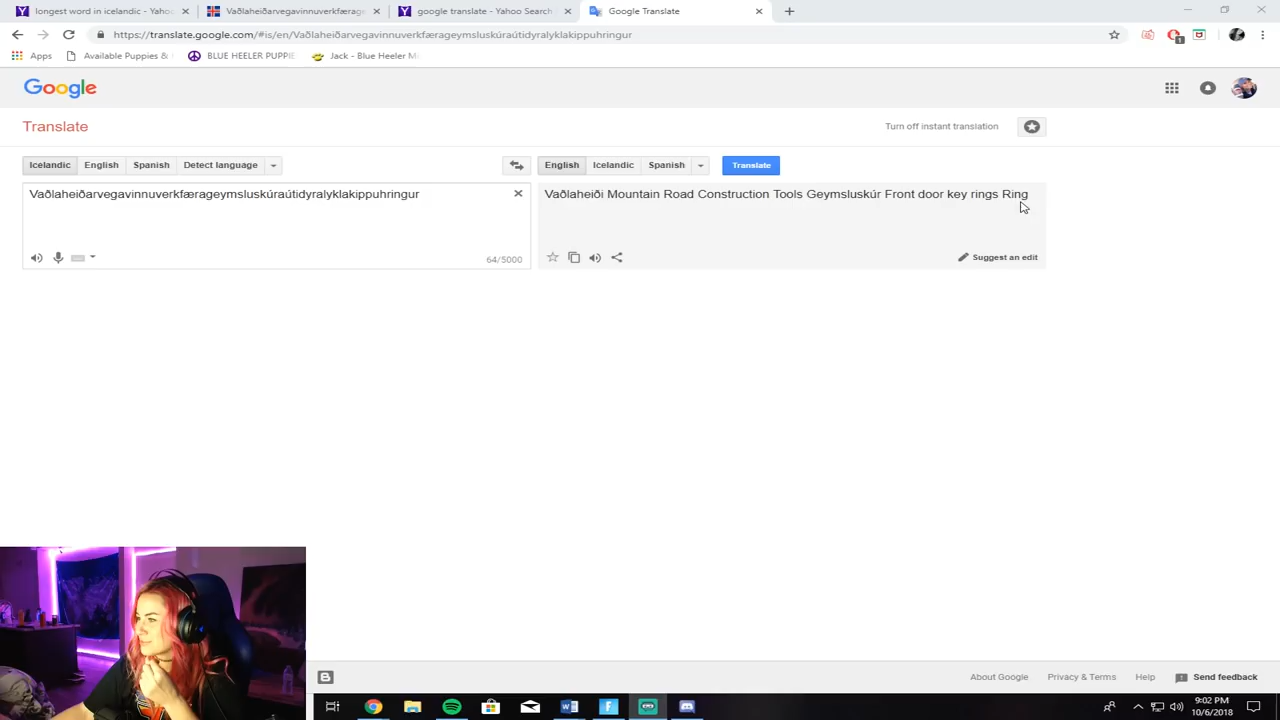 longest word in icelandic - Yahoo
Vaðlaheiðarvegavinnuverkfærage
google translate - Yahoo Search
Google Translate
https://translate.google.com/#is/en/Vaðlaheiðarvegavinnuverkfærageymsluskúraútidyralyklakippuhringur
1
Apps
Available Puppies &
BLUE HEELER PUPPIE
Jack - Blue Heeler M
Google
Translate
Turn off instant translation
Icelandic English Spanish Detect language
English Icelandic Spanish Translate
Vaðlaheiðarvegavinnuverkfærageymsluskúraútidyralyklakippuhringur
Vaðlaheiði Mountain Road Construction Tools Geymsluskúr Front door key rings Ring
64/5000
Suggest an edit
About Google Privacy & Terms Help Send feedback
9:02 PM
10/6/2018